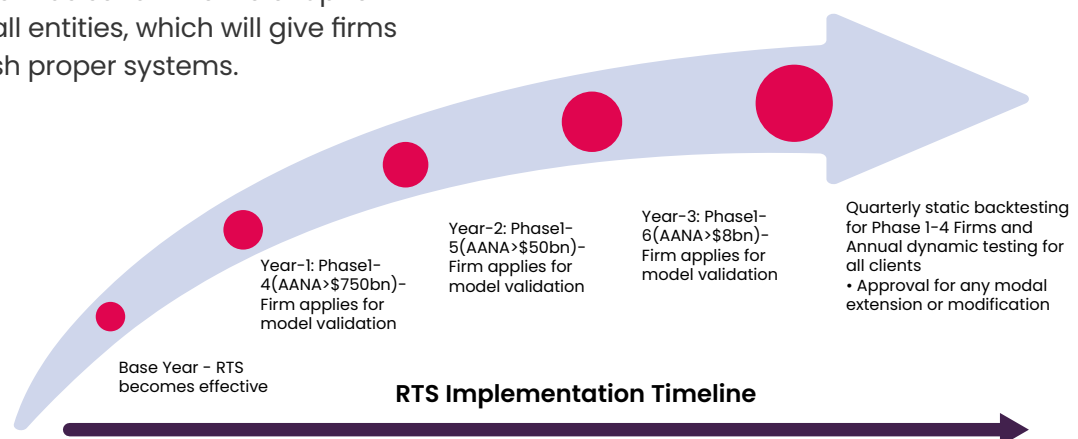 all entities, which will give firms
sh proper systems.
Quarterly static backtesting
for Phase 1-4 Firms and
Annual dynamic testing for
all clients
• Approval for any modal
extension or modification
Year-3: Phase1-
6(AANA>$8bn)-
Firm applies for
model validation
Year-2: Phase1-
5(AANA>$50bn)-
Firm applies for
model validation
Year-1: Phase1-
4(AANA>$750bn)-
Firm applies for
model validation
Base Year - RTS
becomes effective
RTS Implementation Timeline